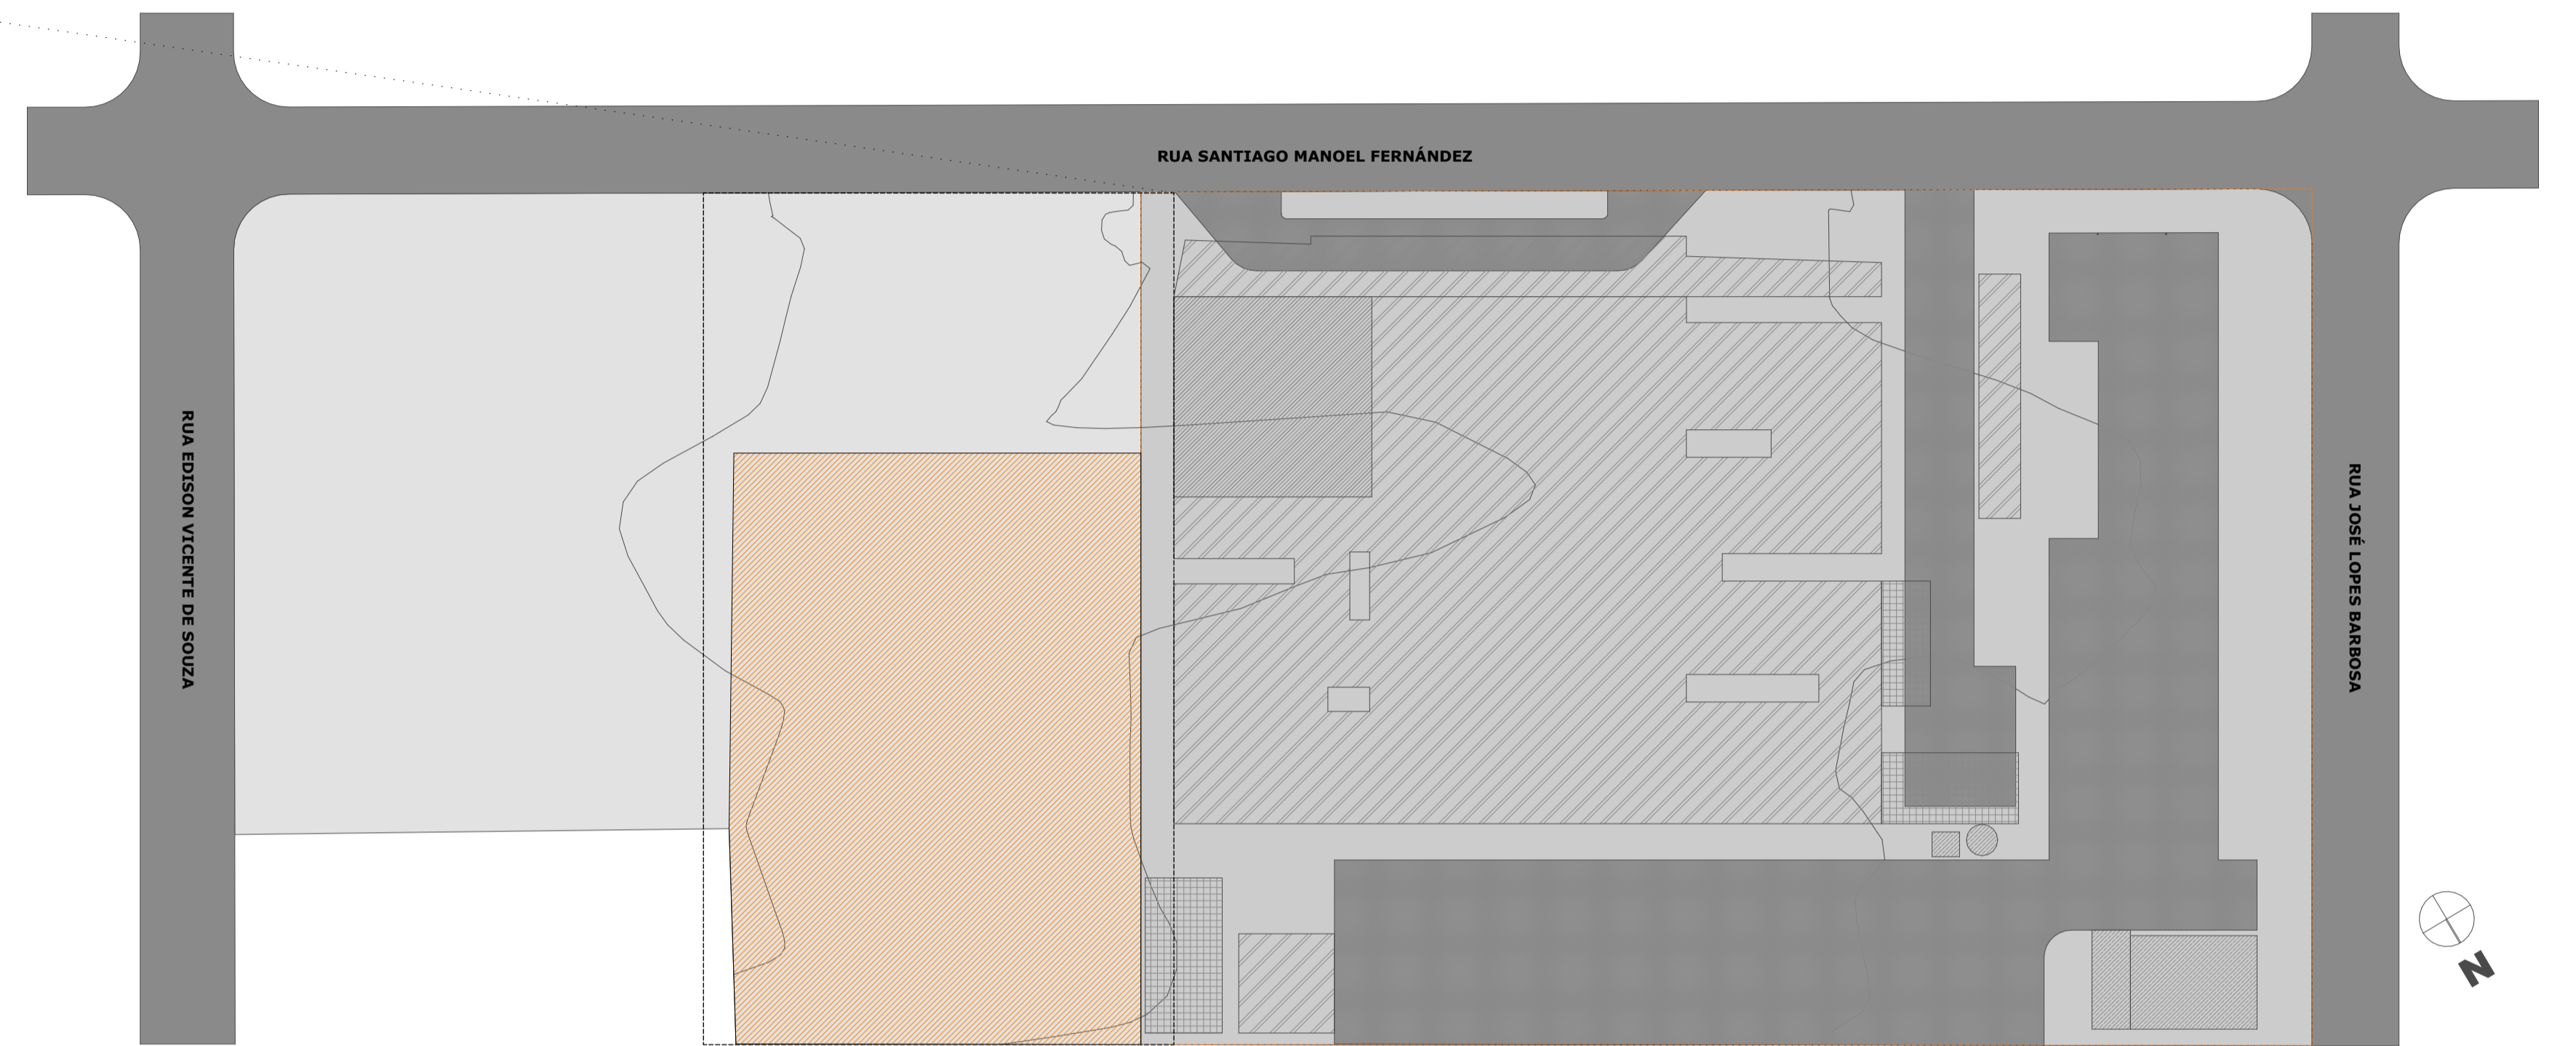 RUA SANTIAGO MANOEL FERNÁNDEZ
RUA EDISON VICENTE DE SOUZA
RUA JOSÉ LOPES BARBOSA
N